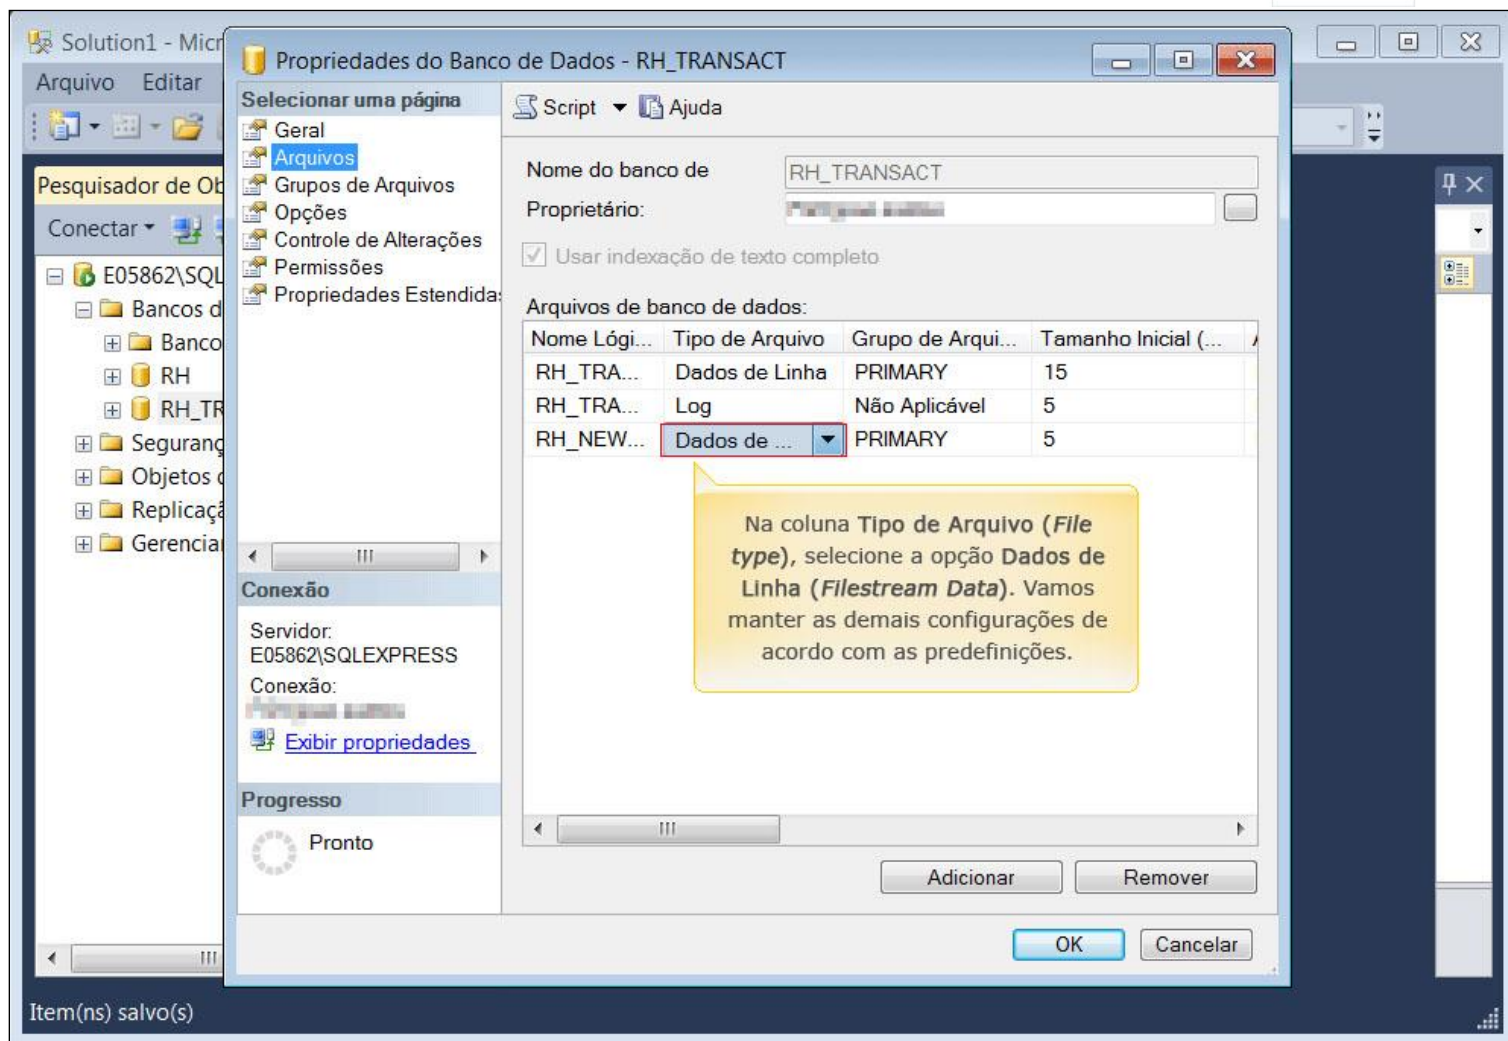 Solution1 - Micr
Arquivo Editar
Pesquisador de Ob
Conectar
E05862\SQL
Bancos d
Banco
RH
RH_TR
Seguranç
Objetos d
Replicaçã
Gerenciar
Item(ns) salvo(s)
Propriedades do Banco de Dados - RH_TRANSACT
Selecionar uma página
Geral
Arquivos
Grupos de Arquivos
Opções
Controle de Alterações
Permissões
Propriedades Estendidas
Conexão
Servidor:
E05862\SQLEXPRESS
Conexão:
Exibir propriedades
Progresso
Pronto
Script Ajuda
Nome do banco de RH_TRANSACT
Proprietário:
Usar indexação de texto completo
Arquivos de banco de dados:
Nome Lógi... Tipo de Arquivo Grupo de Arqui... Tamanho Inicial (...
RH_TRA... Dados de Linha PRIMARY 15
RH_TRA... Log Não Aplicável 5
RH_NEW... Dados de ... PRIMARY 5
Na coluna Tipo de Arquivo (File
type), selecione a opção Dados de
Linha (Filestream Data). Vamos
manter as demais configurações de
acordo com as predefinições.
Adicionar Remover
OK Cancelar